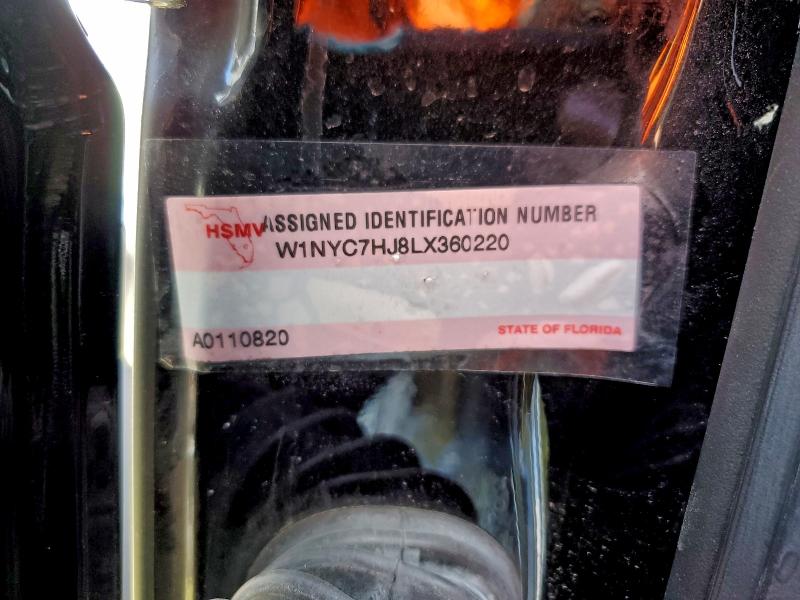 HSMV ASSIGNED IDENTIFICATION NUMBER
W1NYC7HJ8LX360220
A0110820
STATE OF FLORIDA